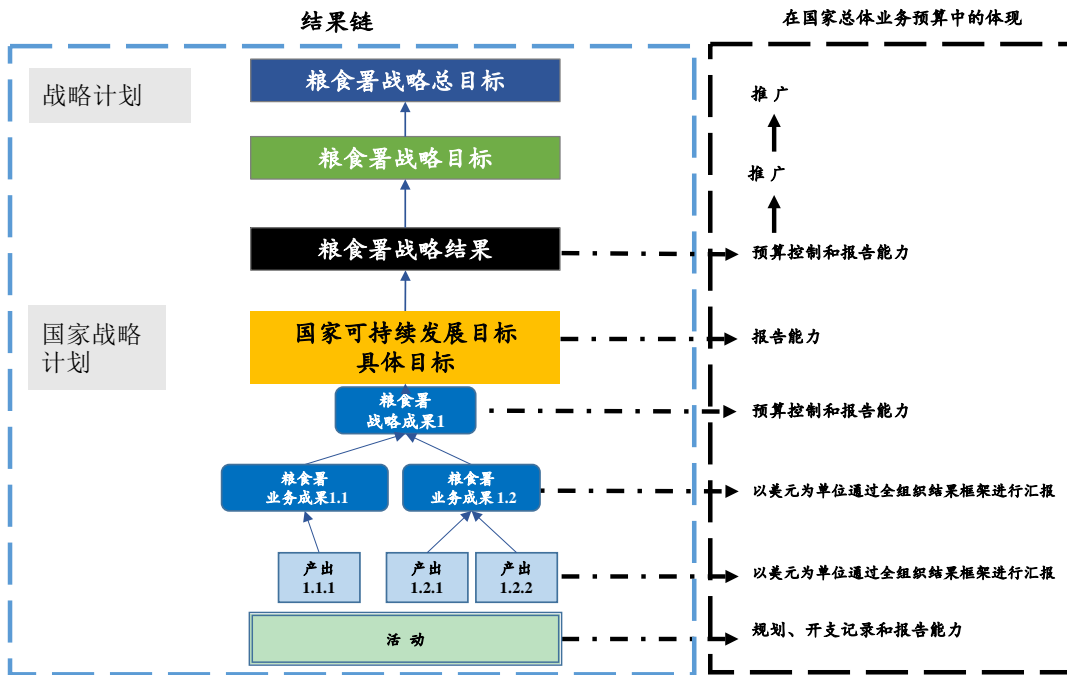 结果链
在国家总体业务预算中的体现
战略计划
粮食署战略总目标
推 广
粮食署战略目标
推 广
粮食署战略结果
预算控制和报告能力
国家战略
计划
国家可持续发展目标
具体目标
报告能力
粮食署
战略成果1
预算控制和报告能力
粮食署
业务成果1.1
粮食署
业务成果1.2
以美元为单位通过全组织结果框架进行汇报
产出
1.1.1
产出
1.2.1
产出
1.2.2
以美元为单位通过全组织结果框架进行汇报
活 动
规划、开支记录和报告能力